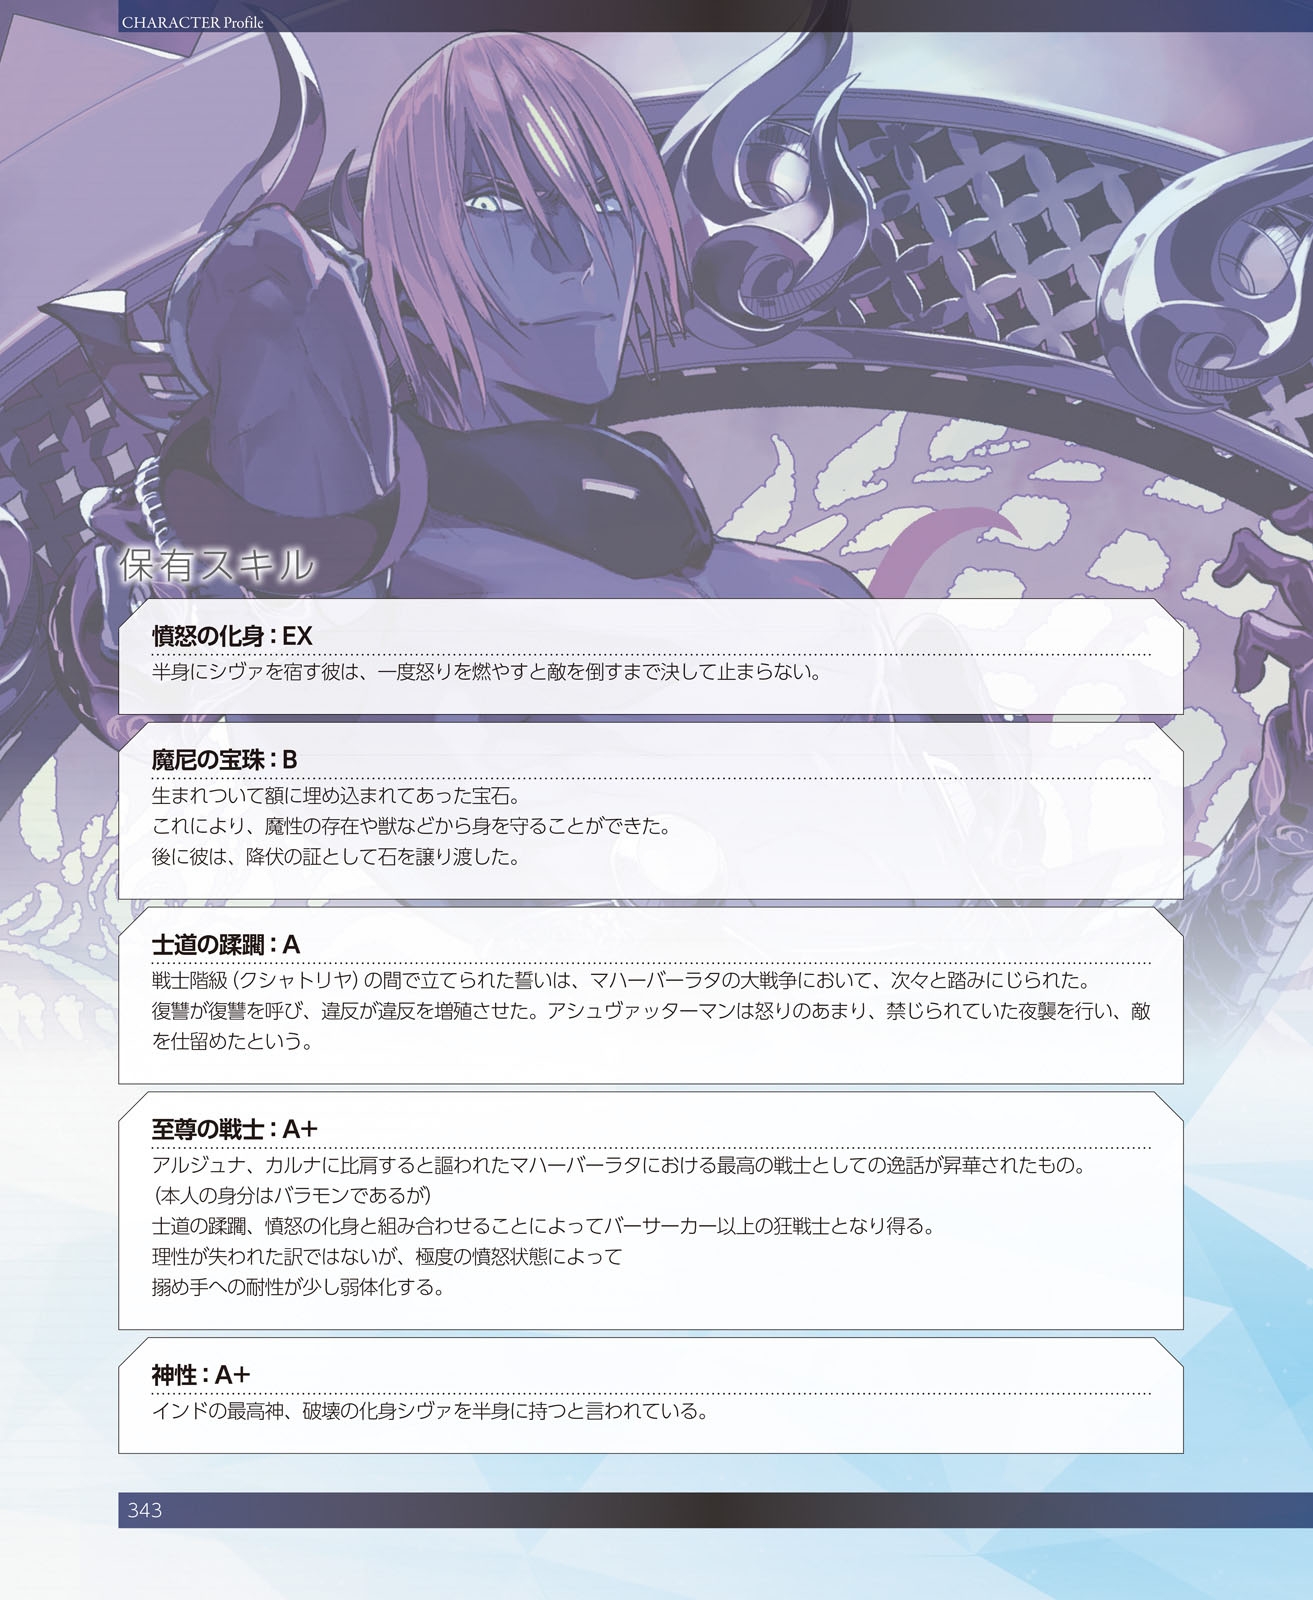 CHARACTER Profile
保有スキル
憤怒の化身：EX
半身にシヴァを宿す彼は、一度怒りを燃やすと敵を倒すまで決して止まらない。
魔尼の宝珠：B
生まれついて額に埋め込まれてあった宝石。
これにより、魔性の存在や獣などから身を守ることができた。
後に彼は、降伏の証として石を譲り渡した。
士道の蹂躙：A
戦士階級（クシャトリヤ）の間で立てられた誓いは、マハーバーラタの大戦争において、次々と踏みにじられた。
復讐が復讐を呼び、違反が違反を増殖させた。アシュヴァッターマンは怒りのあまり、禁じられていた夜襲を行い、敵
を仕留めたという。
至尊の戦士：A+
アルジュナ、カルナに比肩すると謳われたマハーバーラタにおける最高の戦士としての逸話が昇華されたもの。
（本人の身分はバラモンであるが）
士道の蹂躙、憤怒の化身と組み合わせることによってバーサーカー以上の狂戦士となり得る。
理性が失われた訳ではないが、極度の憤怒状態によって
搦め手への耐性が少し弱体化する。
神性：A+
インドの最高神、破壊の化身シヴァを半身に持つと言われている。
343